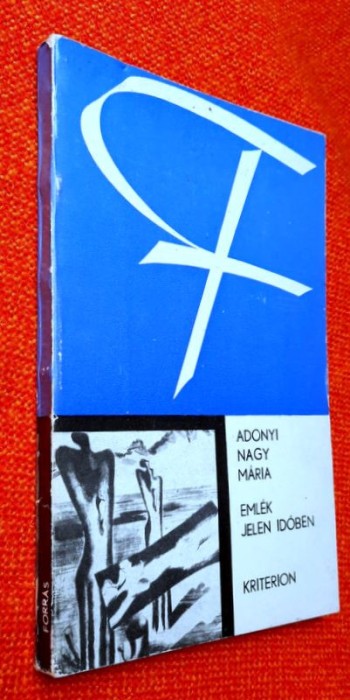 ADONYI
NAGY
MÁRIA
EMLÉK
JELEN IDŐBEN
KRITERION
FORRÁS